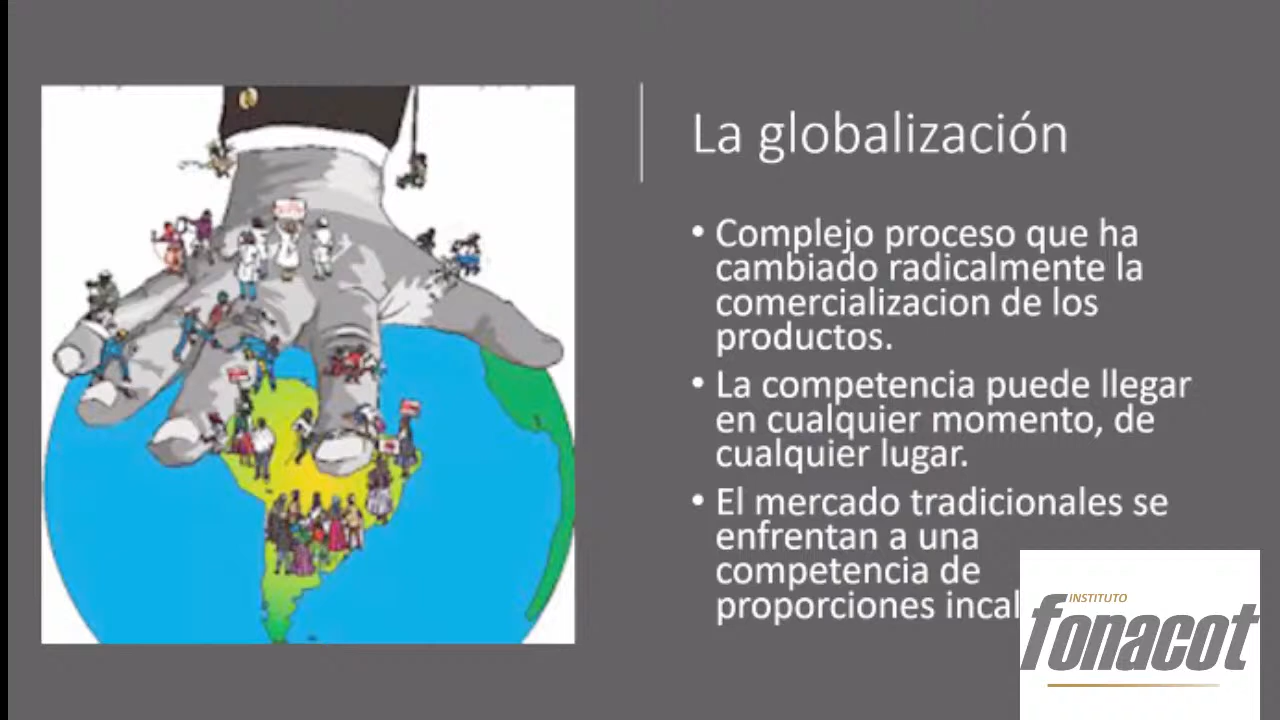 La globalización
• Complejo proceso que ha
cambiado radicalmente la
comercializacion de los
productos.
• La competencia puede llegar
en cualquier momento, de
cualquier lugar.
• El mercado tradicionales se
enfrentan a una
competencia de
proporciones
INSTITUTO
fonacot